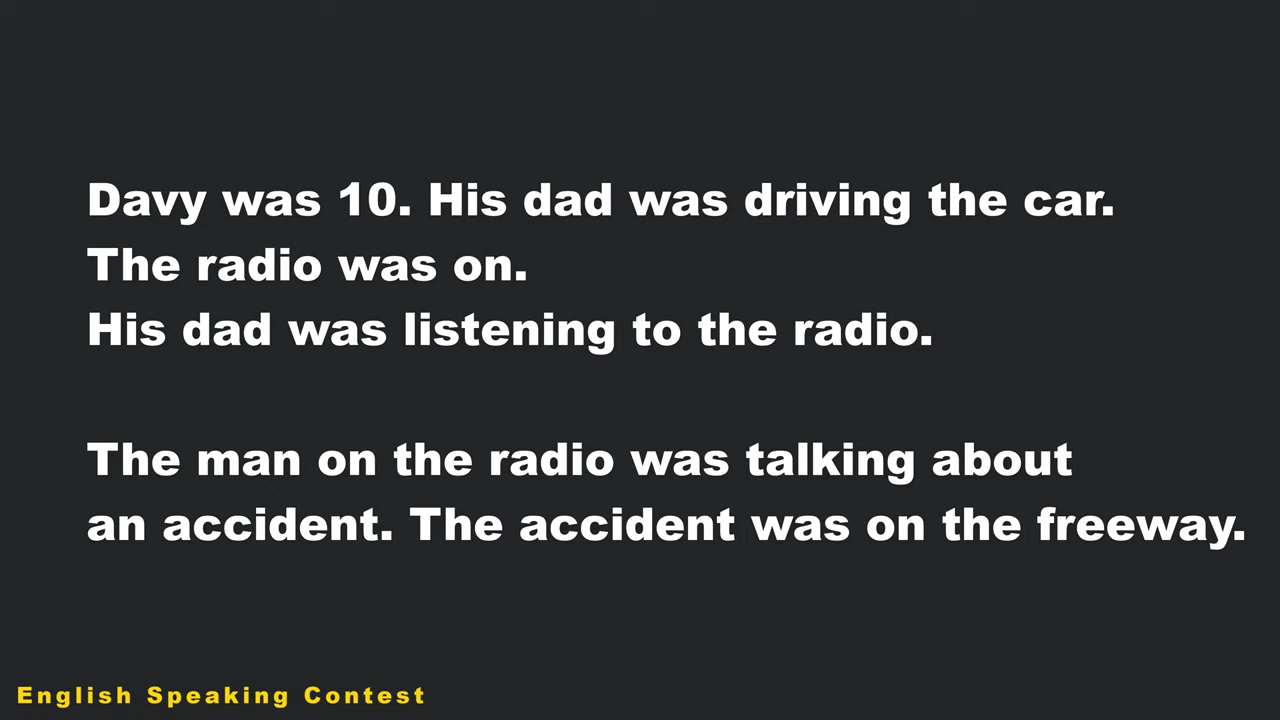 Davy was 10. His dad was driving the car.
The radio was on.
His dad was listening to the radio.
The man on the radio was talking about
an accident. The accident was on the freeway.
English Speaking Contest